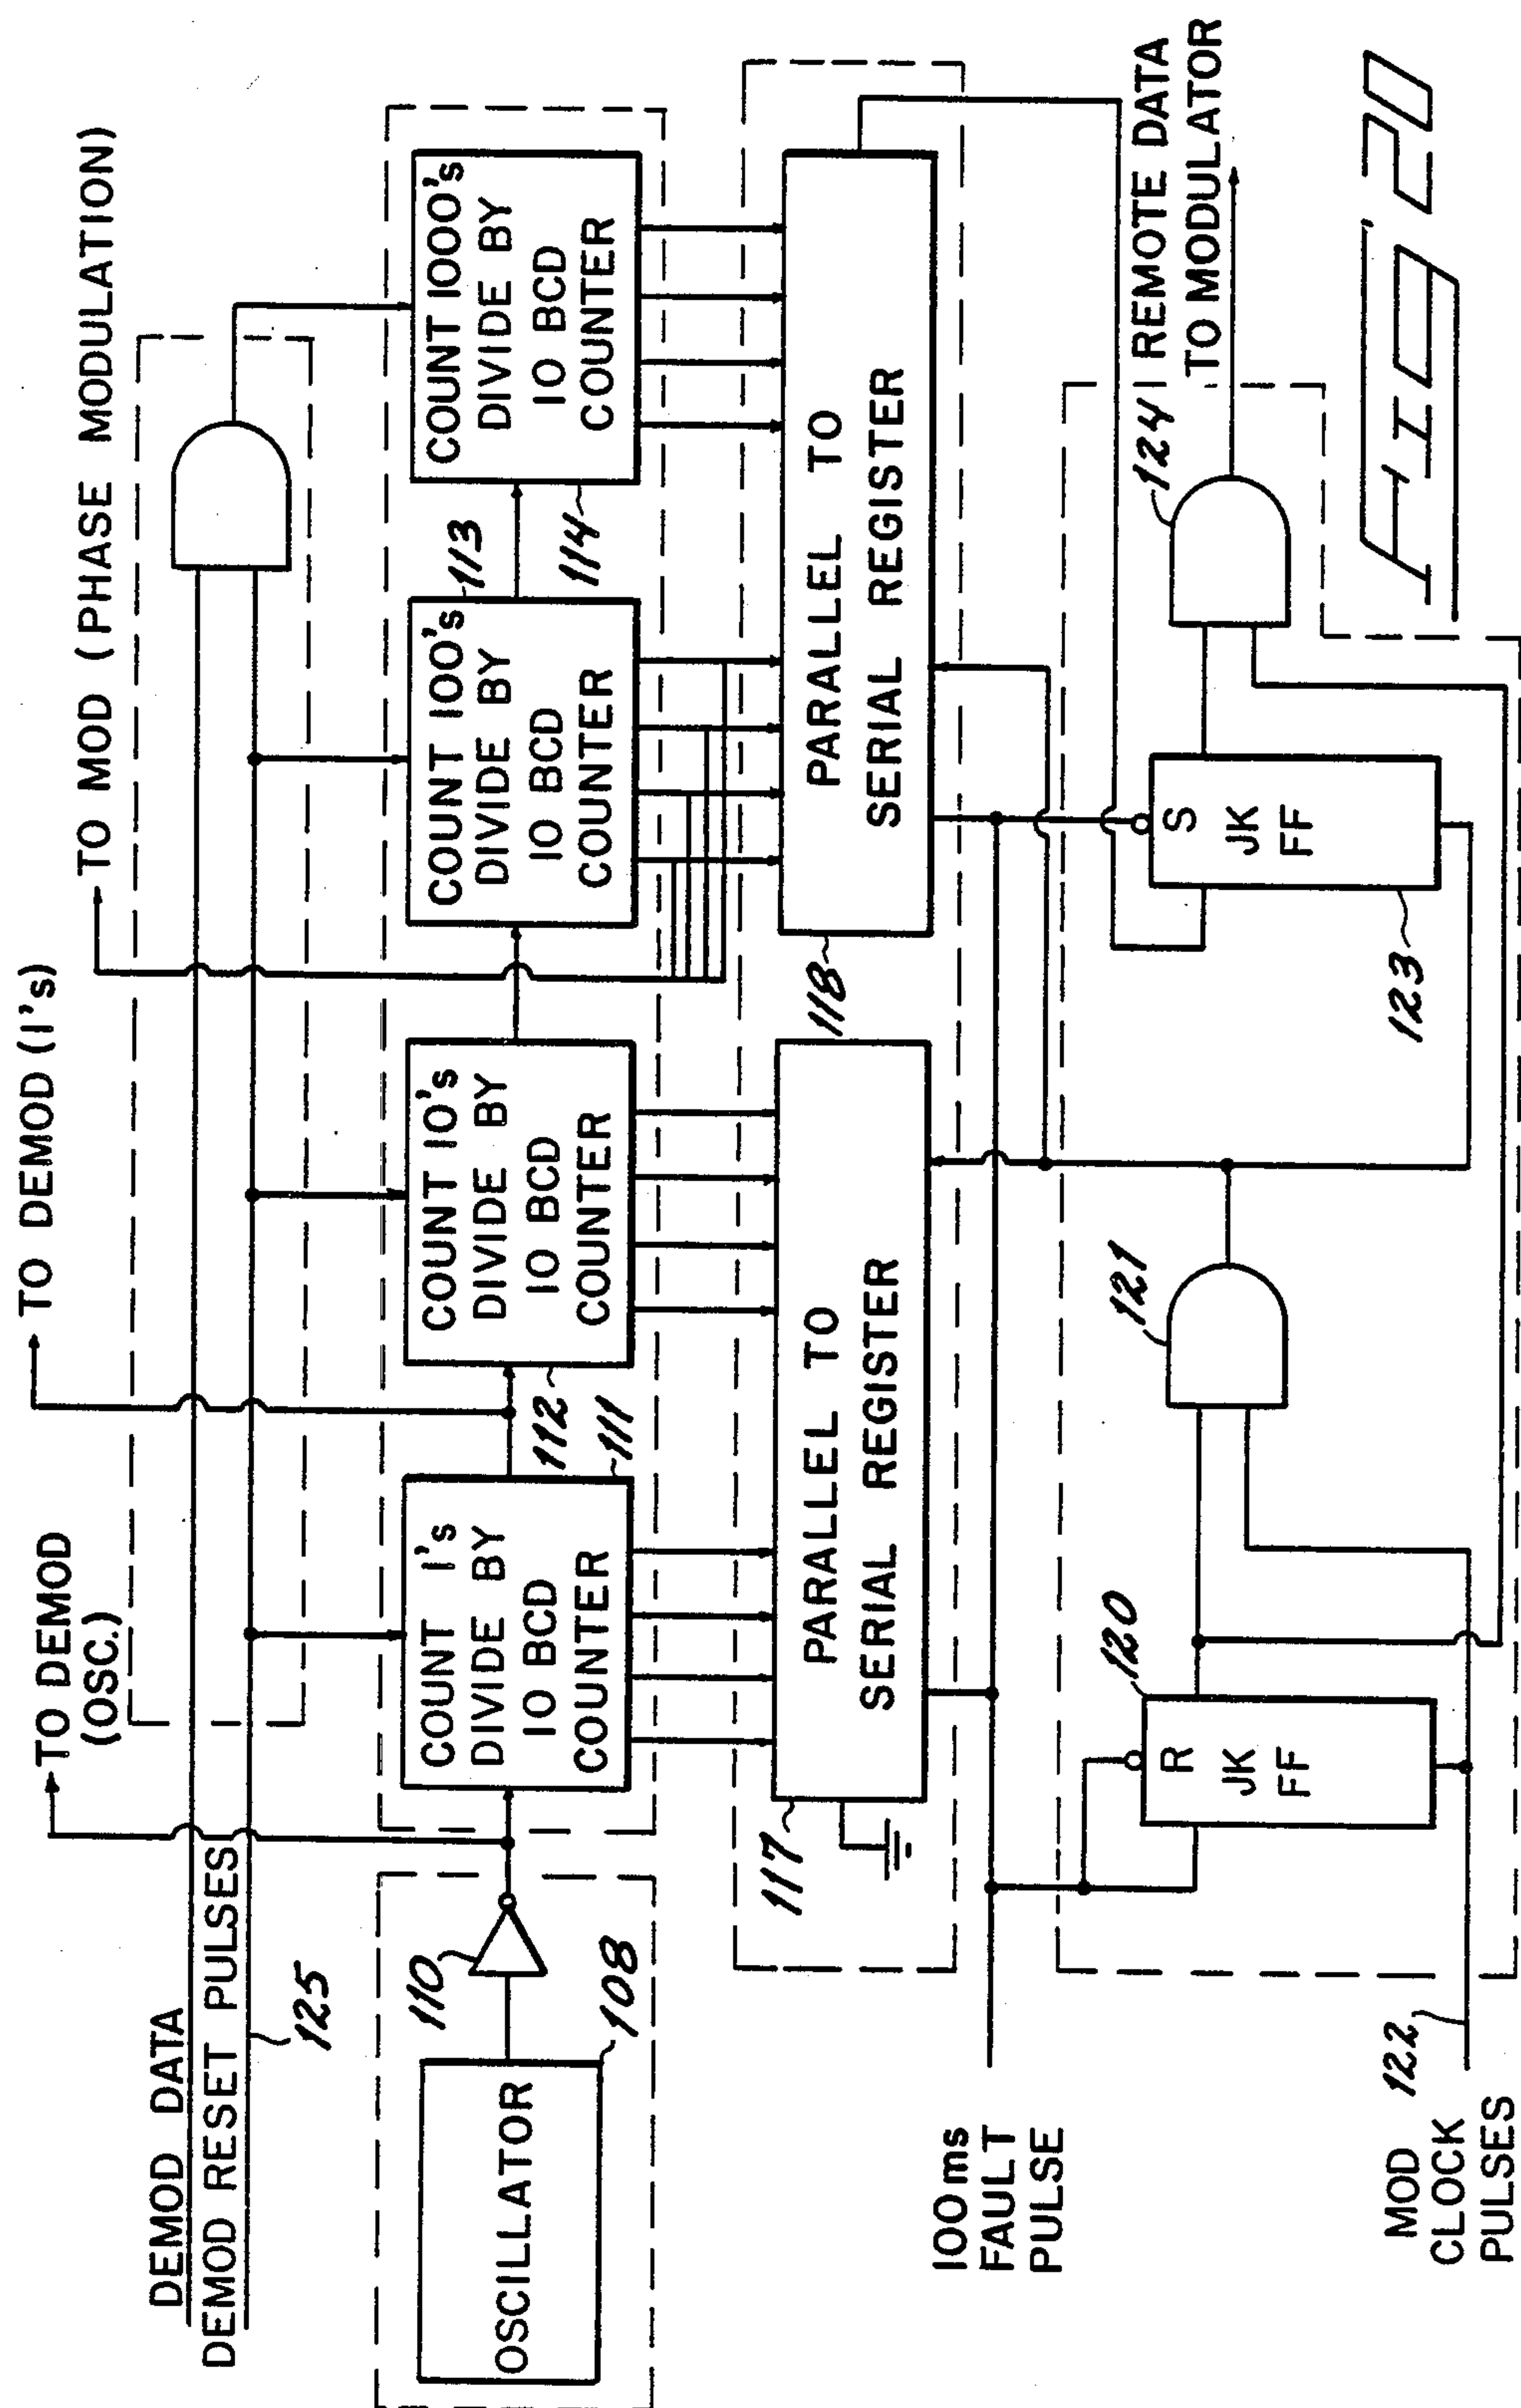 TO DEMOD
(OSC.)
TO DEMOD (1's)
TO MOD (PHASE MODULATION)
DEMOD DATA
DEMOD RESET PULSES
125
OSCILLATOR
108
110
COUNT 1's
DIVIDE BY
10 BCD
COUNTER
111
112
COUNT 10's
DIVIDE BY
10 BCD
COUNTER
COUNT 100's
DIVIDE BY
10 BCD
COUNTER
113
114
COUNT 1000's
DIVIDE BY
10 BCD
COUNTER
117
PARALLEL TO
SERIAL REGISTER
118
PARALLEL TO
SERIAL REGISTER
100ms
FAULT
PULSE
MOD
CLOCK
PULSES
122
R
JK
FF
120
121
S
JK
FF
123
124
REMOTE DATA
TO MODULATOR
FIG. 20